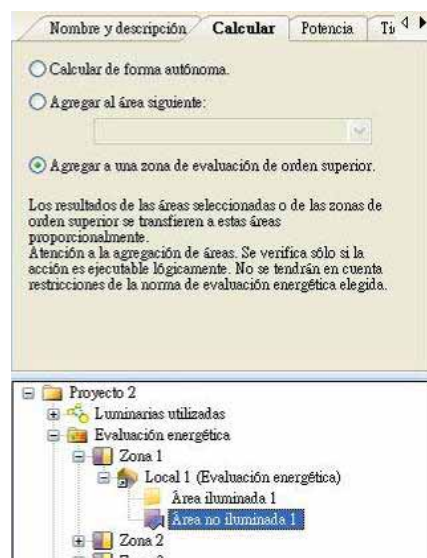 Nombre y descripción Calcular Potencia Ti
Calcular de forma autónoma.
Agregar al área siguiente:
Agregar a una zona de evaluación de orden superior.
Los resultados de las áreas seleccionadas o de las zonas de
orden superior se transfieren a estas áreas
proporcionalmente.
Atención a la agregación de áreas. Se verifica sólo si la
acción es ejecutable lógicamente. No se tendrán en cuenta
restricciones de la norma de evaluación energética elegida.
Proyecto 2
Luminarias utilizadas
Evaluación energética
Zona 1
Local 1 (Evaluación energética)
Área iluminada 1
Área no iluminada 1
Zona 2